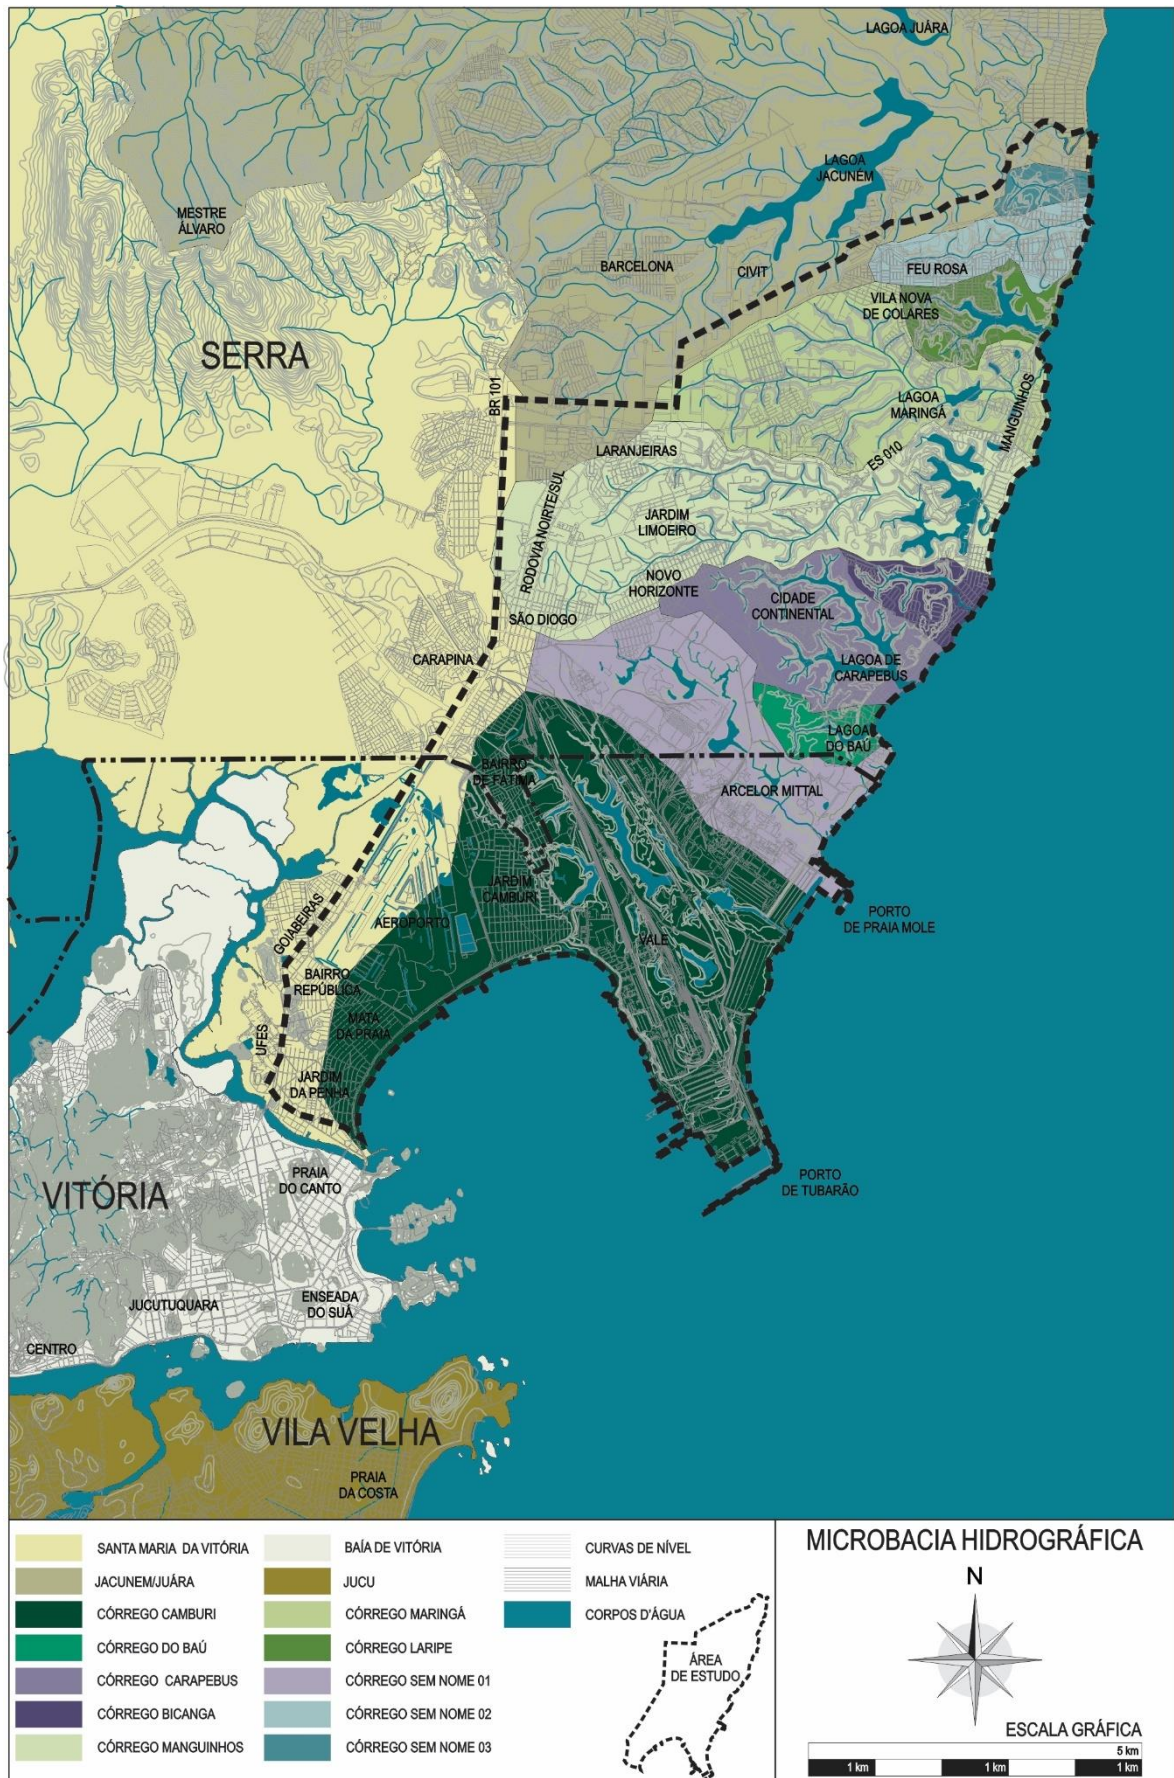 LAGOA JUÁRA
LAGOA
JACUNÉM
MESTRE
ÁLVARO
BARCELONA
CIVIT
FEU ROSA
VILA NOVA
DE COLARES
SERRA
BR 101
LAGOA
MARINGÁ
MANGUINHOS
LARANJEIRAS
ES 010
RODOVIA NOIRTE/SUL
JARDIM
LIMOEIRO
NOVO
HORIZONTE
CIDADE
CONTINENTAL
SÃO DIOGO
CARAPINA
LAGOA DE
CARAPEBUS
LAGOA
DO BAÚ
BAIRRO
DE FÁTIMA
ARCELOR MITTAL
JARDIM
CAMBURI
GOIABEIRAS
AEROPORTO
PORTO
DE PRAIA MOLE
VALE
BAIRRO
REPÚBLICA
MATA
DA PRAIA
UFES
JARDIM
DA PENHA
PRAIA
DO CANTO
PORTO
DE TUBARÃO
VITÓRIA
JUCUTUQUARA
ENSEADA
DO SUÁ
CENTRO
VILA VELHA
PRAIA
DA COSTA
SANTA MARIA DA VITÓRIA
JACUNEM/JUÁRA
CÓRREGO CAMBURI
CÓRREGO DO BAÚ
CÓRREGO CARAPEBUS
CÓRREGO BICANGA
CÓRREGO MANGUINHOS
BAÍA DE VITÓRIA
JUCU
CÓRREGO MARINGÁ
CÓRREGO LARIPE
CÓRREGO SEM NOME 01
CÓRREGO SEM NOME 02
CÓRREGO SEM NOME 03
CURVAS DE NÍVEL
MALHA VIÁRIA
CORPOS D'ÁGUA
ÁREA
DE ESTUDO
MICROBACIA HIDROGRÁFICA
N
ESCALA GRÁFICA
5 km
1 km 1 km 1 km